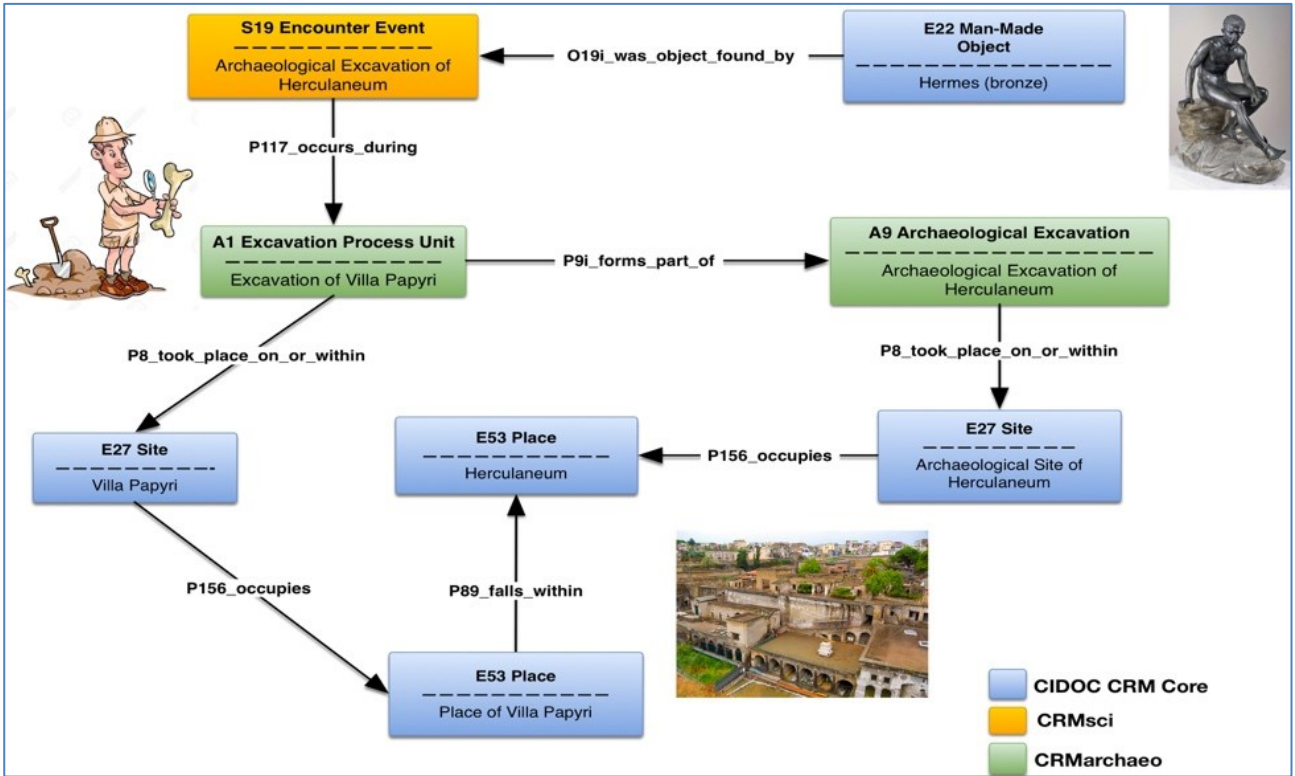 S19 Encounter Event
Archaeological Excavation of
Herculaneum
O19i_was_object_found_by
E22 Man-Made
Object
Hermes (bronze)
P117_occurs_during
A1 Excavation Process Unit
Excavation of Villa Papyri
P9i_forms_part_of
A9 Archaeological Excavation
Archaeological Excavation of
Herculaneum
P8_took_place_on_or_within
P8_took_place_on_or_within
E27 Site
Villa Papyri
E53 Place
Herculaneum
P156_occupies
E27 Site
Archaeological Site of
Herculaneum
P156_occupies
P89_falls_within
E53 Place
Place of Villa Papyri
CIDOC CRM Core
CRMsci
CRMarchaeo